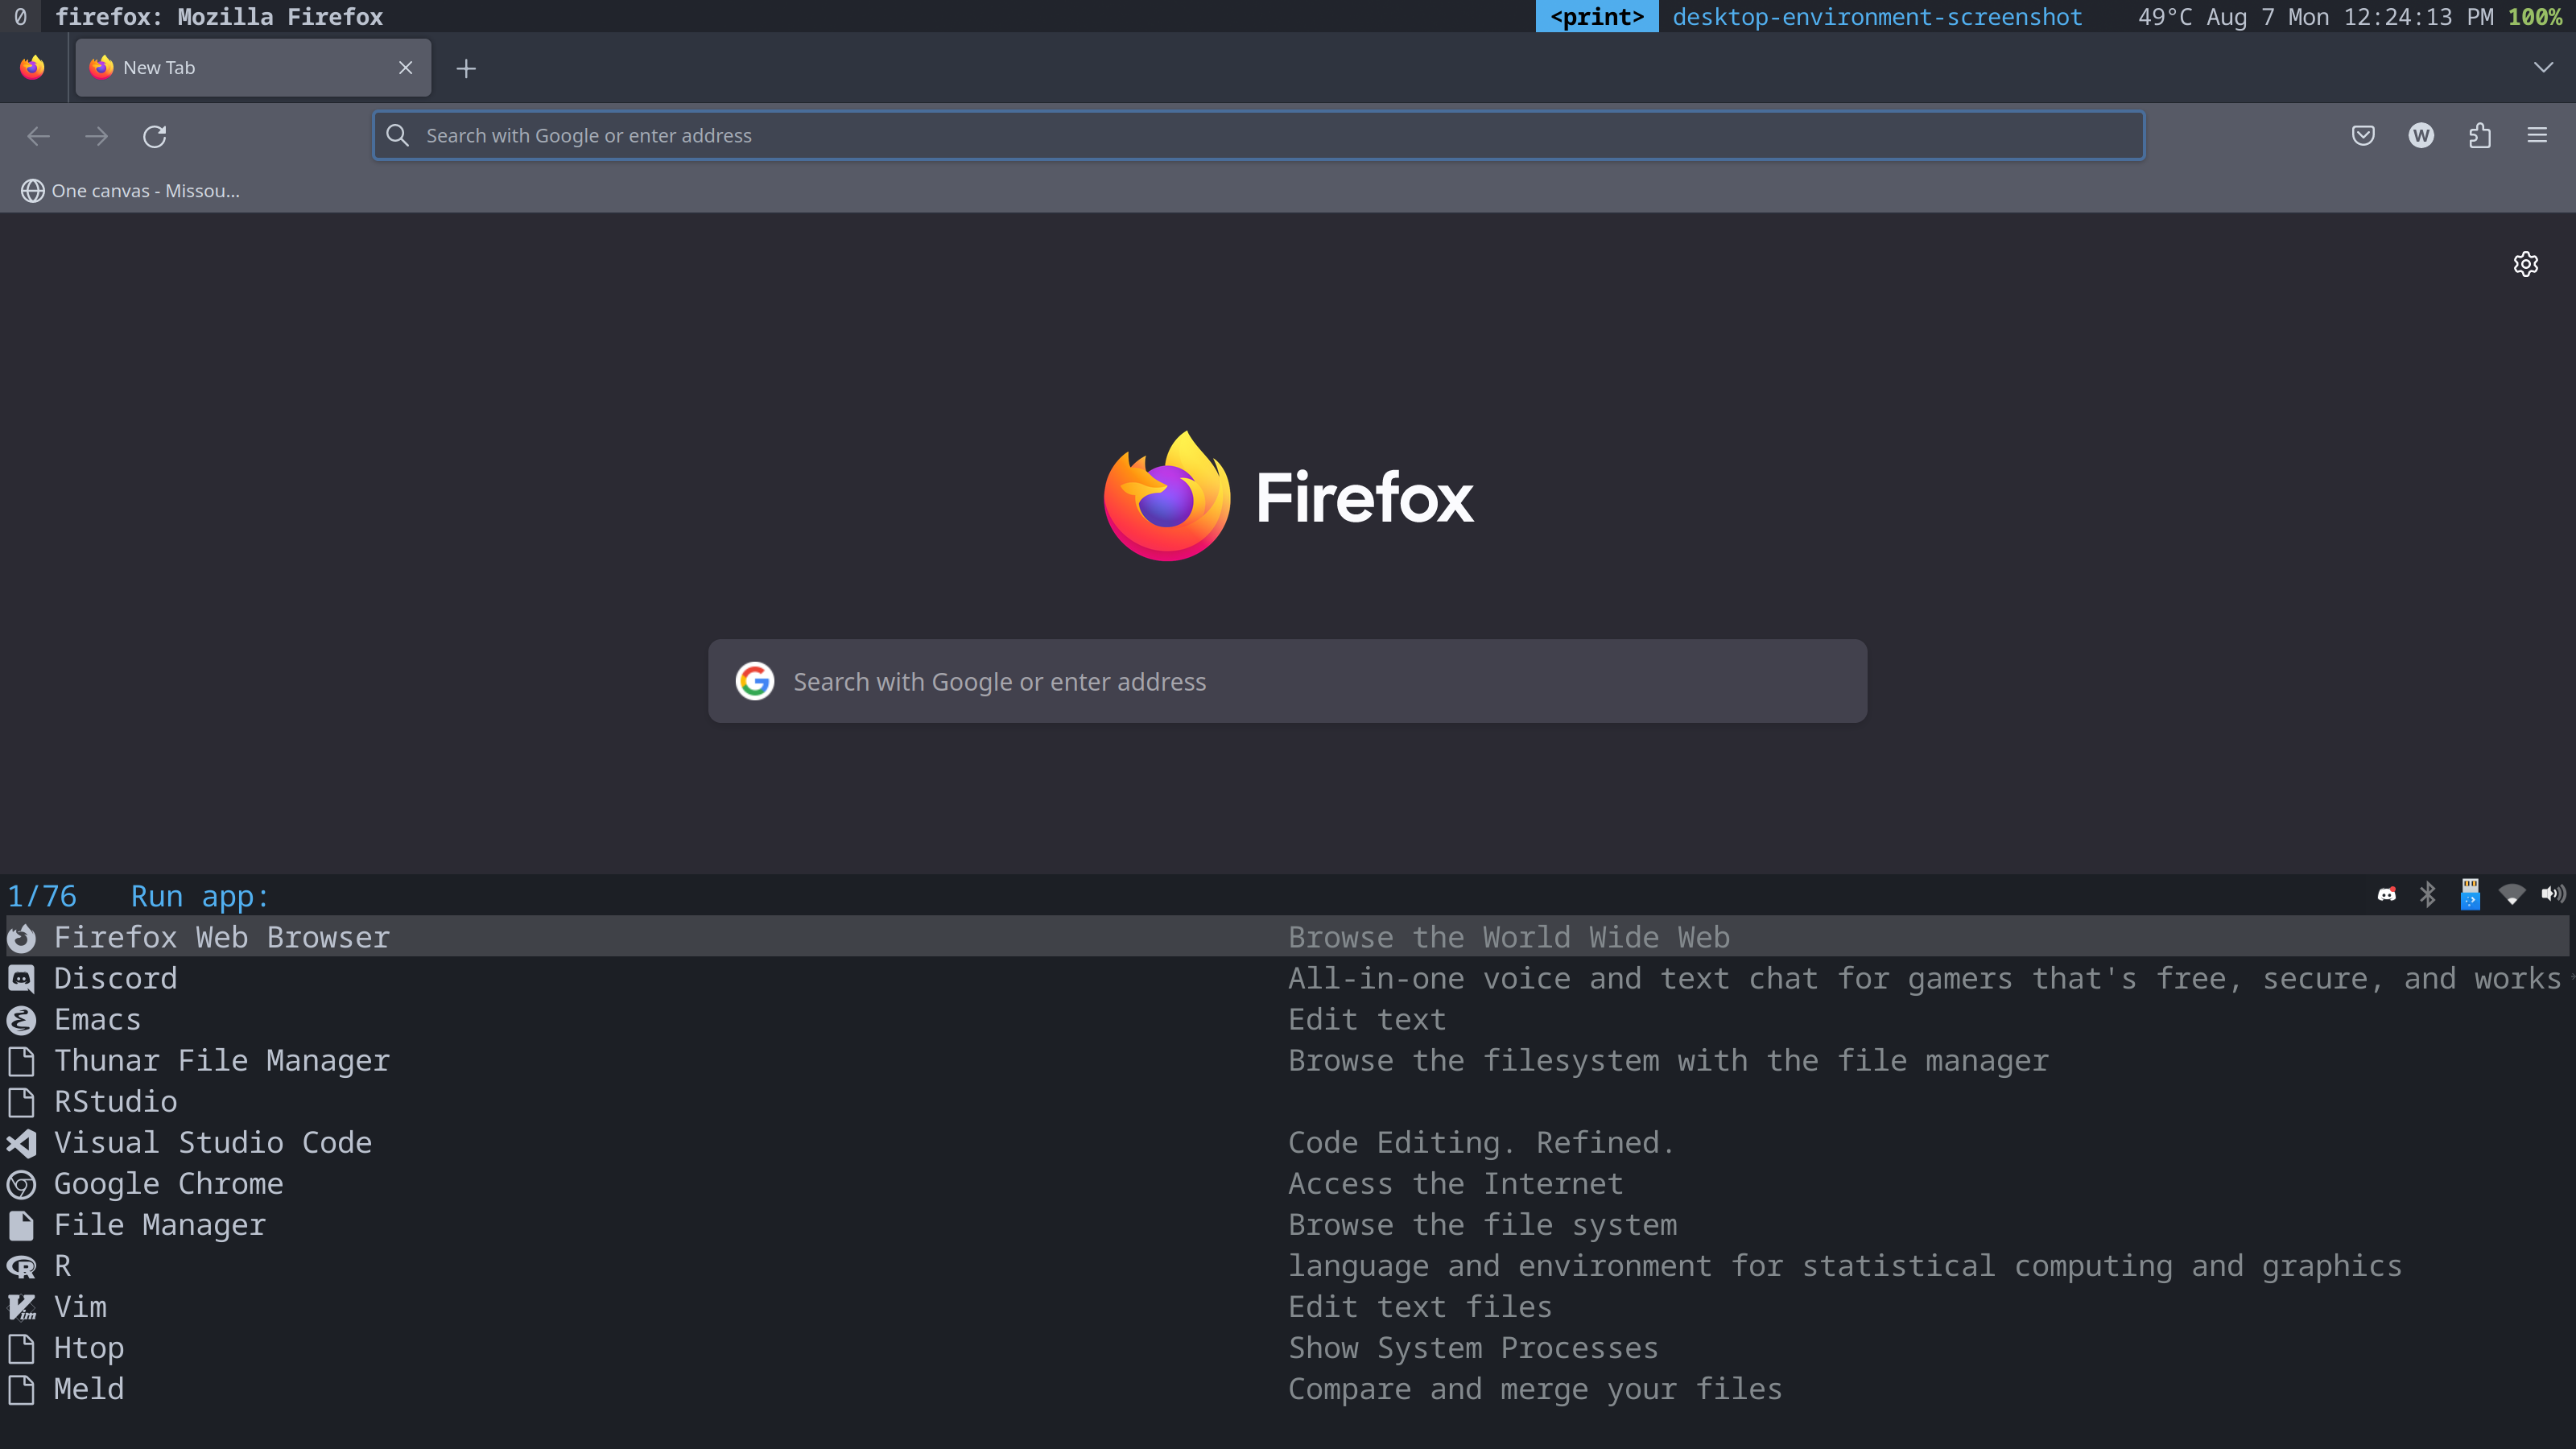 0 firefox: Mozilla Firefox <print> desktop-environment-screenshot 49°C Aug 7 Mon 12:24:13 PM 100%
New Tab
Search with Google or enter address
W
One canvas - Missou...
Firefox
Search with Google or enter address
1/76 Run app:
Firefox Web Browser Browse the World Wide Web
Discord All-in-one voice and text chat for gamers that's free, secure, and works
Emacs Edit text
Thunar File Manager Browse the filesystem with the file manager
RStudio
Visual Studio Code Code Editing. Refined.
Google Chrome Access the Internet
File Manager Browse the file system
R language and environment for statistical computing and graphics
Vim Edit text files
Htop Show System Processes
Meld Compare and merge your files